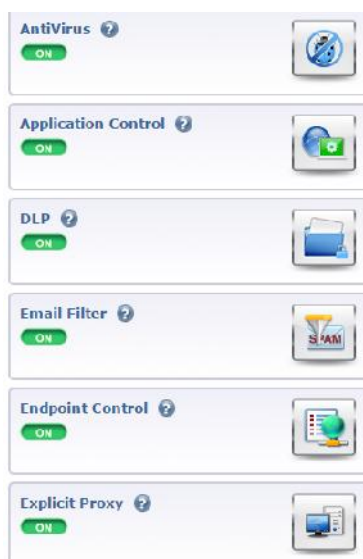 AntiVirus ?
ON
Application Control ?
ON
DLP ?
ON
Email Filter ?
ON
SPAM
Endpoint Control ?
ON
Explicit Proxy ?
ON